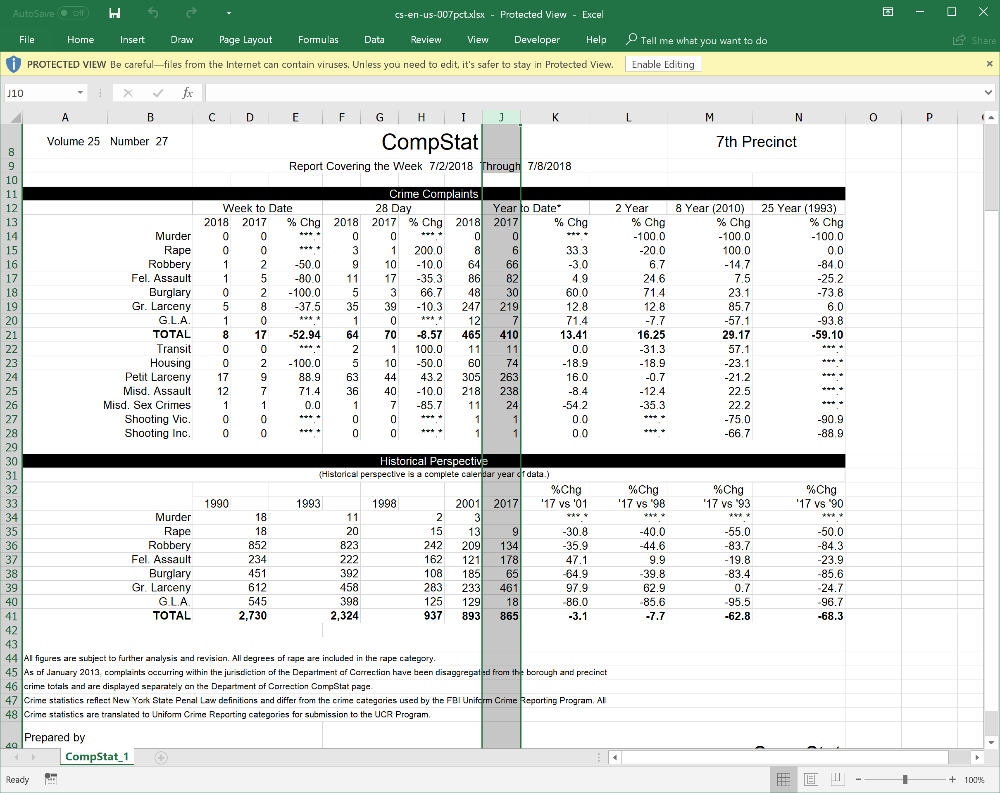 AutoSave Off cs-en-us-007pct.xlsx - Protected View - Excel
File Home Insert Draw Page Layout Formulas Data Review View Developer Help Tell me what you want to do Share
PROTECTED VIEW Be careful—files from the Internet can contain viruses. Unless you need to edit, it's safer to stay in Protected View. Enable Editing
J10 fx
A B C D E F G H I J K L M N O P
8 Volume 25 Number 27 CompStat 7th Precinct
9 Report Covering the Week 7/2/2018 Through 7/8/2018
10
11 Crime Complaints
12 Week to Date 28 Day Year to Date* 2 Year 8 Year (2010) 25 Year (1993)
13 2018 2017 % Chg 2018 2017 % Chg 2018 2017 % Chg % Chg % Chg % Chg
14 Murder 0 0 ***.* 0 0 ***.* 0 0 ***.* -100.0 -100.0 -100.0
15 Rape 0 0 ***.* 3 1 200.0 8 6 33.3 -20.0 100.0 0.0
16 Robbery 1 2 -50.0 9 10 -10.0 64 66 -3.0 6.7 -14.7 -84.0
17 Fel. Assault 1 5 -80.0 11 17 -35.3 86 82 4.9 24.6 7.5 -25.2
18 Burglary 0 2 -100.0 5 3 66.7 48 30 60.0 71.4 23.1 -73.8
19 Gr. Larceny 5 8 -37.5 35 39 -10.3 247 219 12.8 12.8 85.7 6.0
20 G.L.A. 1 0 ***.* 1 0 ***.* 12 7 71.4 -7.7 -57.1 -93.8
21 TOTAL 8 17 -52.94 64 70 -8.57 465 410 13.41 16.25 29.17 -59.10
22 Transit 0 0 ***.* 2 1 100.0 11 11 0.0 -31.3 57.1 ***.*
23 Housing 0 2 -100.0 5 10 -50.0 60 74 -18.9 -18.9 -23.1 ***.*
24 Petit Larceny 17 9 88.9 63 44 43.2 305 263 16.0 -0.7 -21.2 ***.*
25 Misd. Assault 12 7 71.4 36 40 -10.0 218 238 -8.4 -12.4 22.5 ***.*
26 Misd. Sex Crimes 1 1 0.0 1 7 -85.7 11 24 -54.2 -35.3 22.2 ***.*
27 Shooting Vic. 0 0 ***.* 0 0 ***.* 1 1 0.0 ***.* -75.0 -90.9
28 Shooting Inc. 0 0 ***.* 0 0 ***.* 1 1 0.0 ***.* -66.7 -88.9
29
30 Historical Perspective
31 (Historical perspective is a complete calendar year of data.)
32 %Chg %Chg %Chg %Chg
33 1990 1993 1998 2001 2017 '17 vs '01 '17 vs '98 '17 vs '93 '17 vs '90
34 Murder 18 11 2 3 ***.* ***.* ***.* ***.*
35 Rape 18 20 15 13 9 -30.8 -40.0 -55.0 -50.0
36 Robbery 852 823 242 209 134 -35.9 -44.6 -83.7 -84.3
37 Fel. Assault 234 222 162 121 178 47.1 9.9 -19.8 -23.9
38 Burglary 451 392 108 185 65 -64.9 -39.8 -83.4 -85.6
39 Gr. Larceny 612 458 283 233 461 97.9 62.9 0.7 -24.7
40 G.L.A. 545 398 125 129 18 -86.0 -85.6 -95.5 -96.7
41 TOTAL 2,730 2,324 937 893 865 -3.1 -7.7 -62.8 -68.3
42
43
44 All figures are subject to further analysis and revision. All degrees of rape are included in the rape category.
45 As of January 2013, complaints occurring within the jurisdiction of the Department of Correction have been disaggregated from the borough and precinct
46 crime totals and are displayed separately on the Department of Correction CompStat page.
47 Crime statistics reflect New York State Penal Law definitions and differ from the crime categories used by the FBI Uniform Crime Reporting Program. All
48 Crime statistics are translated to Uniform Crime Reporting categories for submission to the UCR Program.
49 Prepared by
CompStat_1
Ready 100%